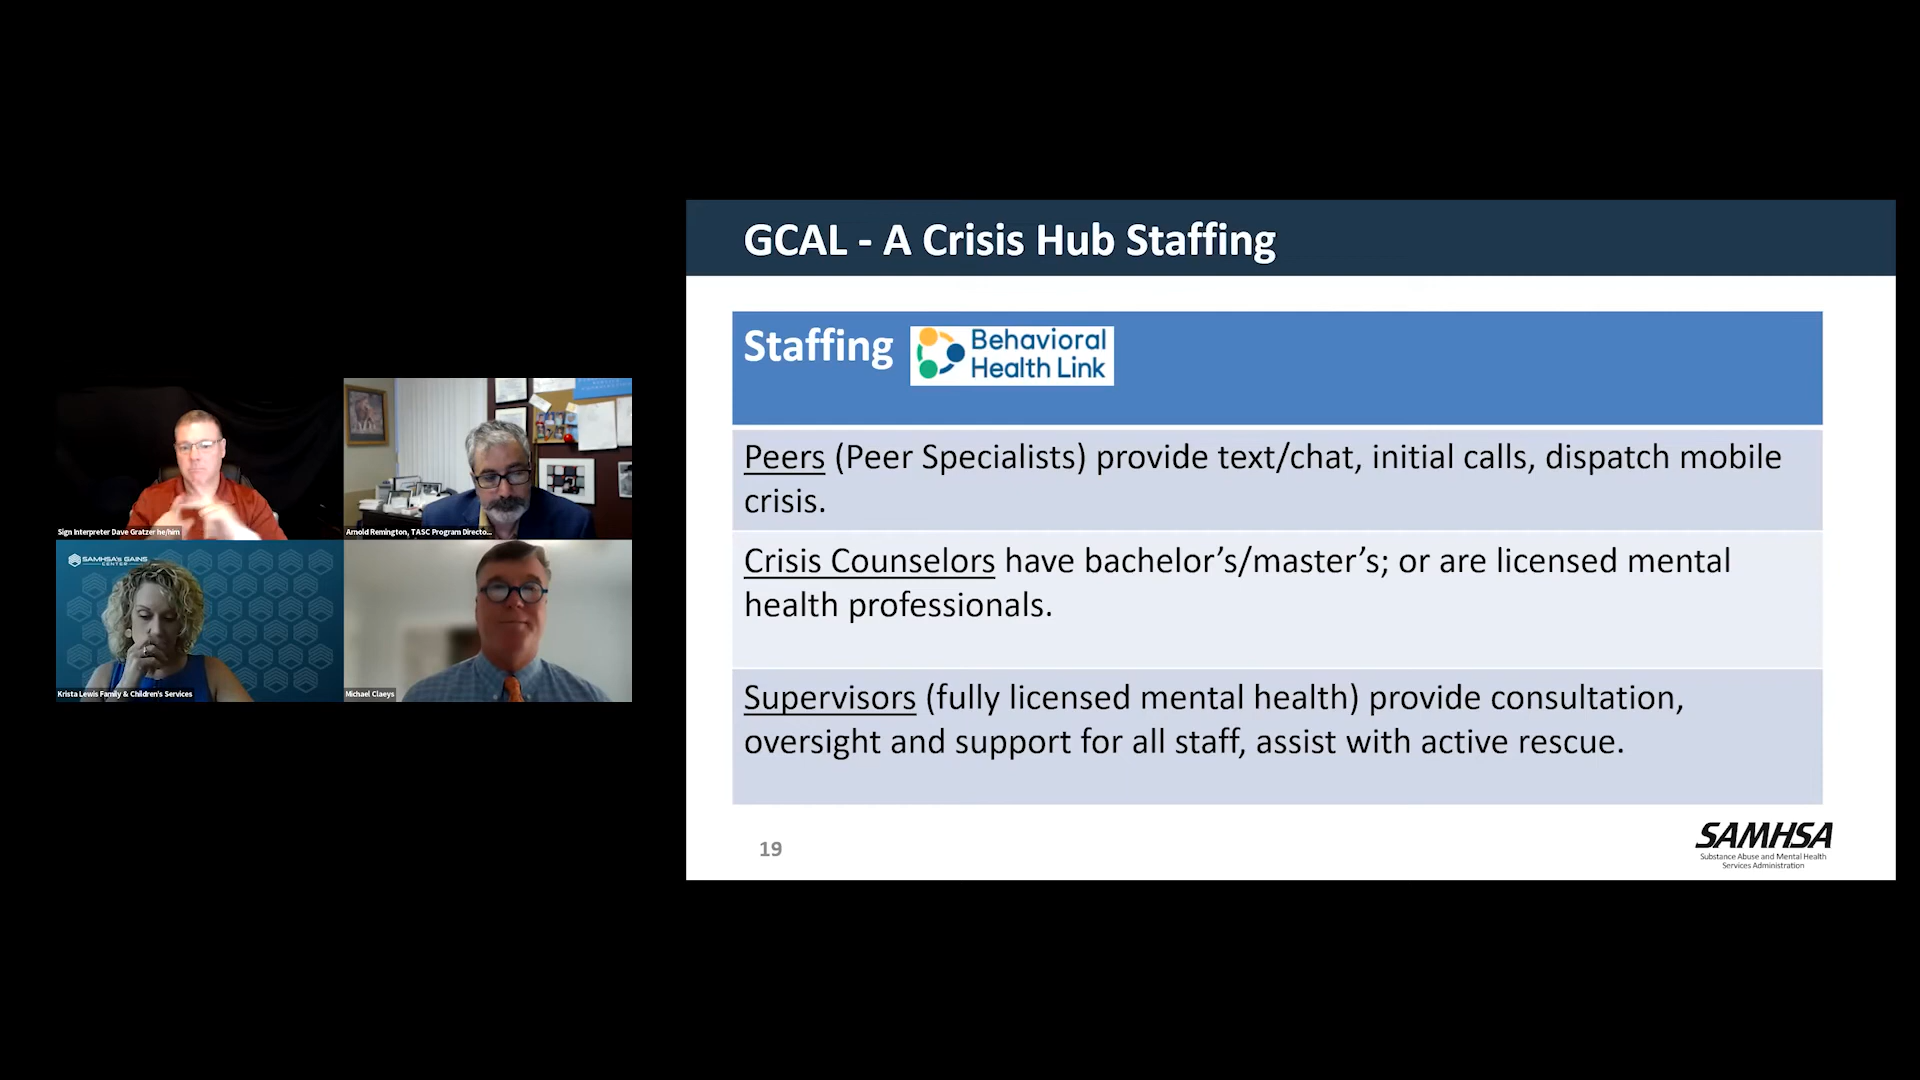 GCAL - A Crisis Hub Staffing
Staffing
Behavioral
Health Link
Peers (Peer Specialists) provide text/chat, initial calls, dispatch mobile
crisis.
Crisis Counselors have bachelor’s/master’s; or are licensed mental
health professionals.
Supervisors (fully licensed mental health) provide consultation,
oversight and support for all staff, assist with active rescue.
19
SAMHSA
Substance Abuse and Mental Health
Services Administration
Sign Interpreter Dave Gratzer he/him
Arnold Remington, TASC Program Directo...
SAMHSA's GAINS
CENTER
Krista Lewis Family & Children's Services
Michael Claeys